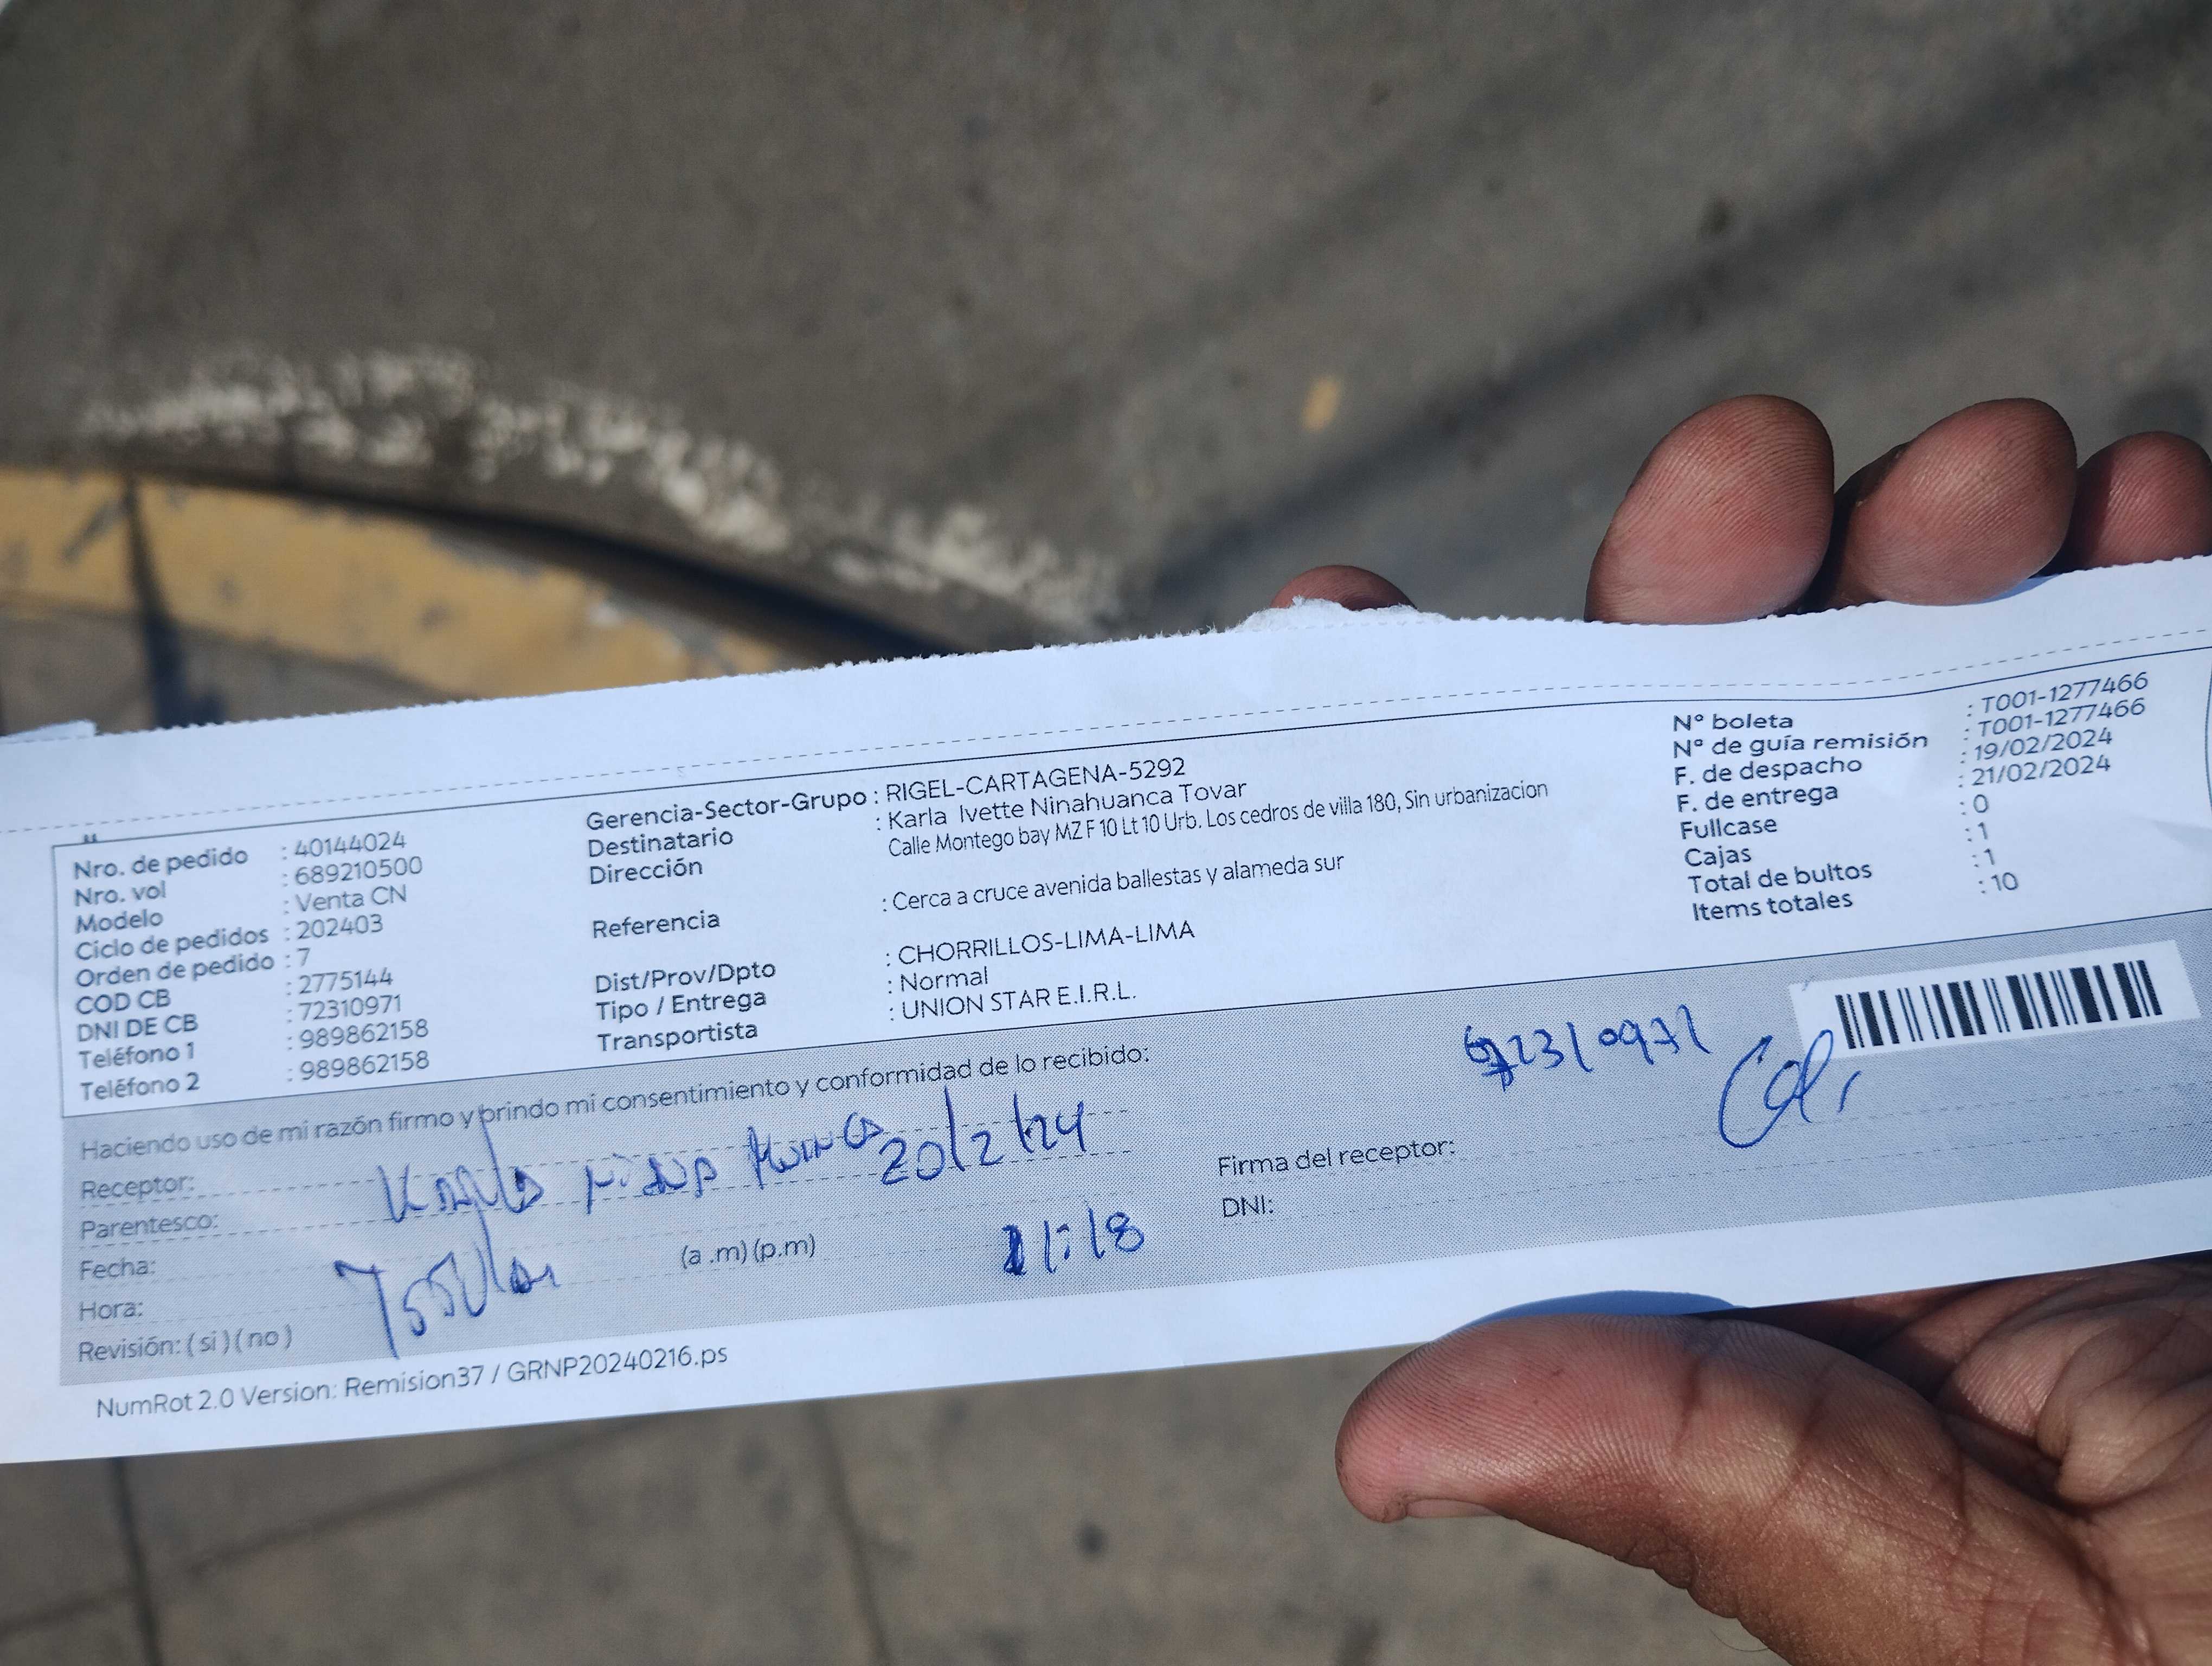 Nro. de pedido : 40144024
Nro. vol : 689210500
Modelo : Venta CN
Ciclo de pedidos : 202403
Orden de pedido : 7
COD CB : 2775144
DNI DE CB : 72310971
Teléfono 1 : 989862158
Teléfono 2 : 989862158
Gerencia-Sector-Grupo : RIGEL-CARTAGENA-5292
Destinatario : Karla Ivette Ninahuanca Tovar
Dirección Calle Montego bay MZ F 10 Lt 10 Urb. Los cedros de villa 180, Sin urbanizacion
Referencia : Cerca a cruce avenida ballestas y alameda sur
Dist/Prov/Dpto : CHORRILLOS-LIMA-LIMA
Tipo / Entrega : Normal
Transportista : UNION STAR E.I.R.L.
N° boleta : T001-1277466
N° de guía remisión : T001-1277466
F. de despacho : 19/02/2024
F. de entrega : 21/02/2024
Fullcase : 0
Cajas : 1
Total de bultos : 1
Items totales : 10
Haciendo uso de mi razón firmo y brindo mi consentimiento y conformidad de lo recibido:
Receptor: Karla
Parentesco:
Fecha: 20/2/24
Hora: (a .m) (p.m) 11:18
Revisión: ( si ) ( no )
72310971
Firma del receptor:
DNI:
NumRot 2.0 Version: Remision37 / GRNP20240216.ps